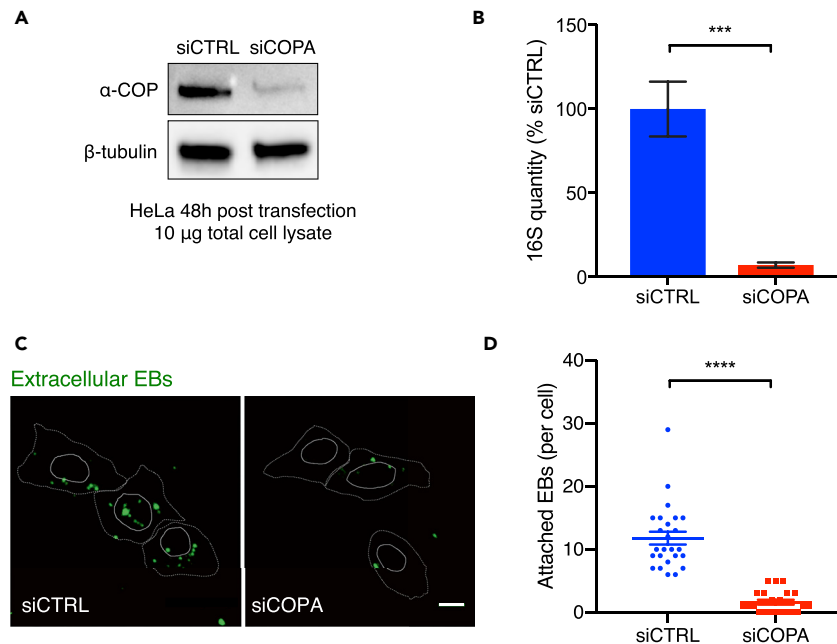 A
siCTRL siCOPA
α-COP
β-tubulin
HeLa 48h post transfection
10 µg total cell lysate
B
16S quantity (% siCTRL)
150
100
50
0
***
siCTRL siCOPA
C
Extracellular EBs
siCTRL
siCOPA
D
Attached EBs (per cell)
40
30
20
10
0
****
siCTRL siCOPA